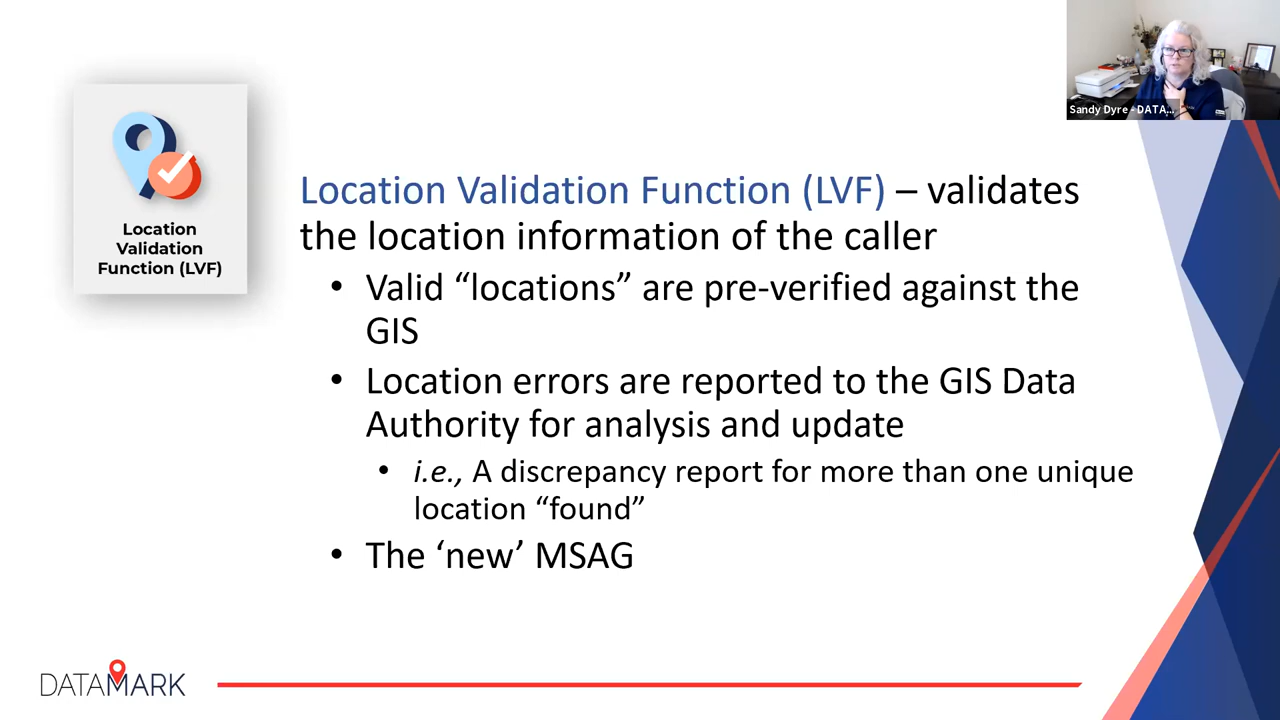 Sandy Dyre - DATA...
Location
Validation
Function (LVF)
Location Validation Function (LVF) – validates
the location information of the caller
• Valid “locations” are pre-verified against the
GIS
• Location errors are reported to the GIS Data
Authority for analysis and update
• i.e., A discrepancy report for more than one unique
location “found”
• The ‘new’ MSAG
DATAMARK